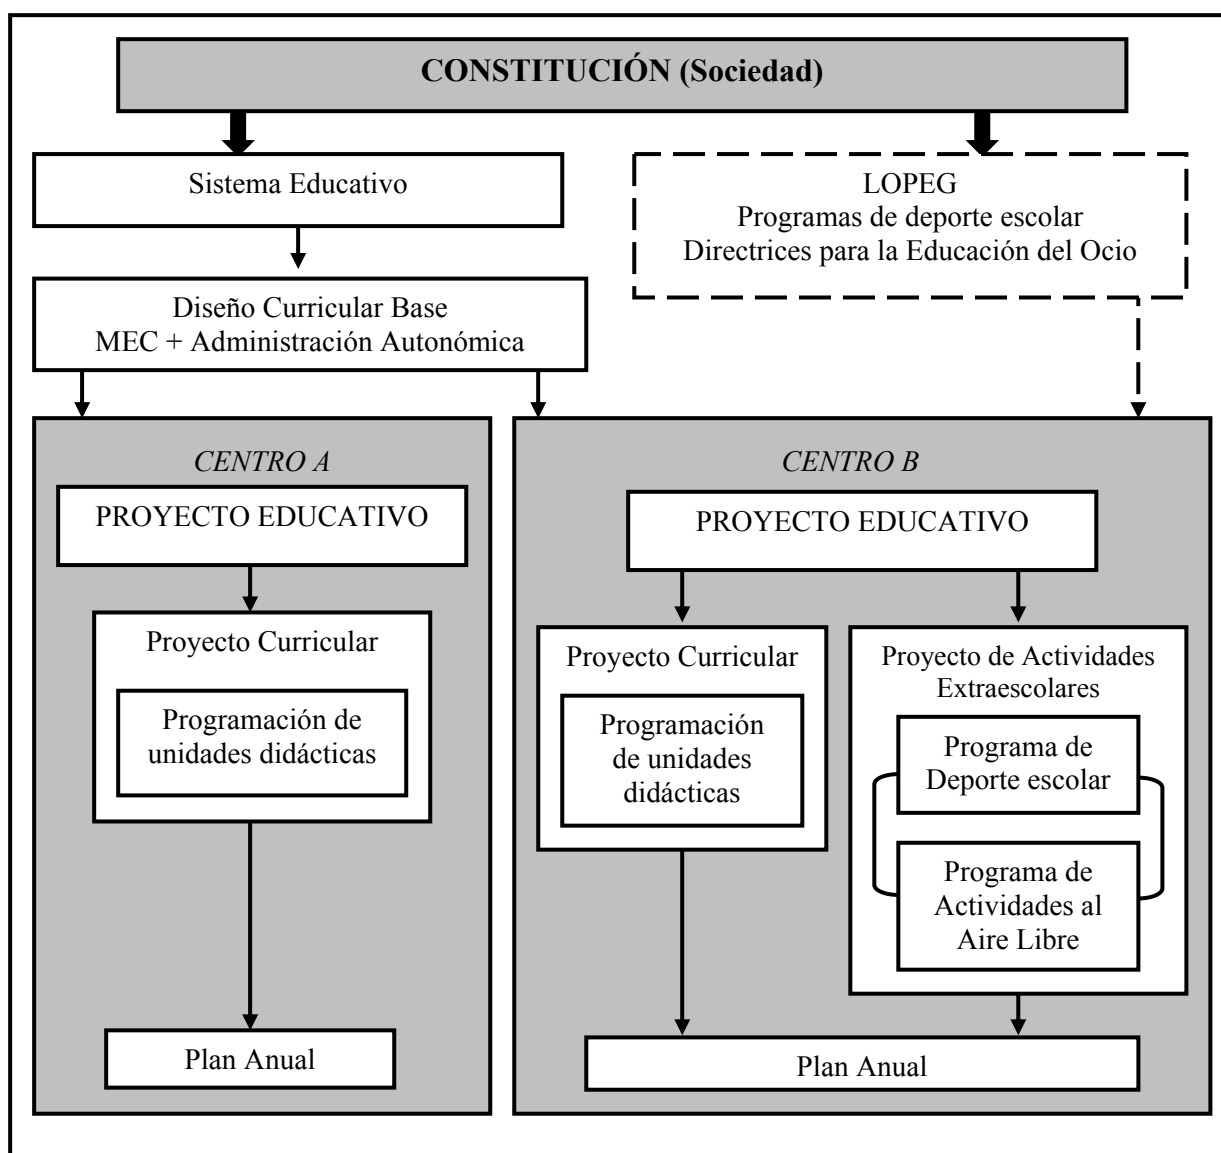 CONSTITUCIÓN (Sociedad)
Sistema Educativo
LOPEG
Programas de deporte escolar
Directrices para la Educación del Ocio
Diseño Curricular Base
MEC + Administración Autonómica
CENTRO A
PROYECTO EDUCATIVO
Proyecto Curricular
Programación de
unidades didácticas
Plan Anual
CENTRO B
PROYECTO EDUCATIVO
Proyecto Curricular
Programación
de unidades
didácticas
Proyecto de Actividades
Extraescolares
Programa de
Deporte escolar
Programa de
Actividades al
Aire Libre
Plan Anual